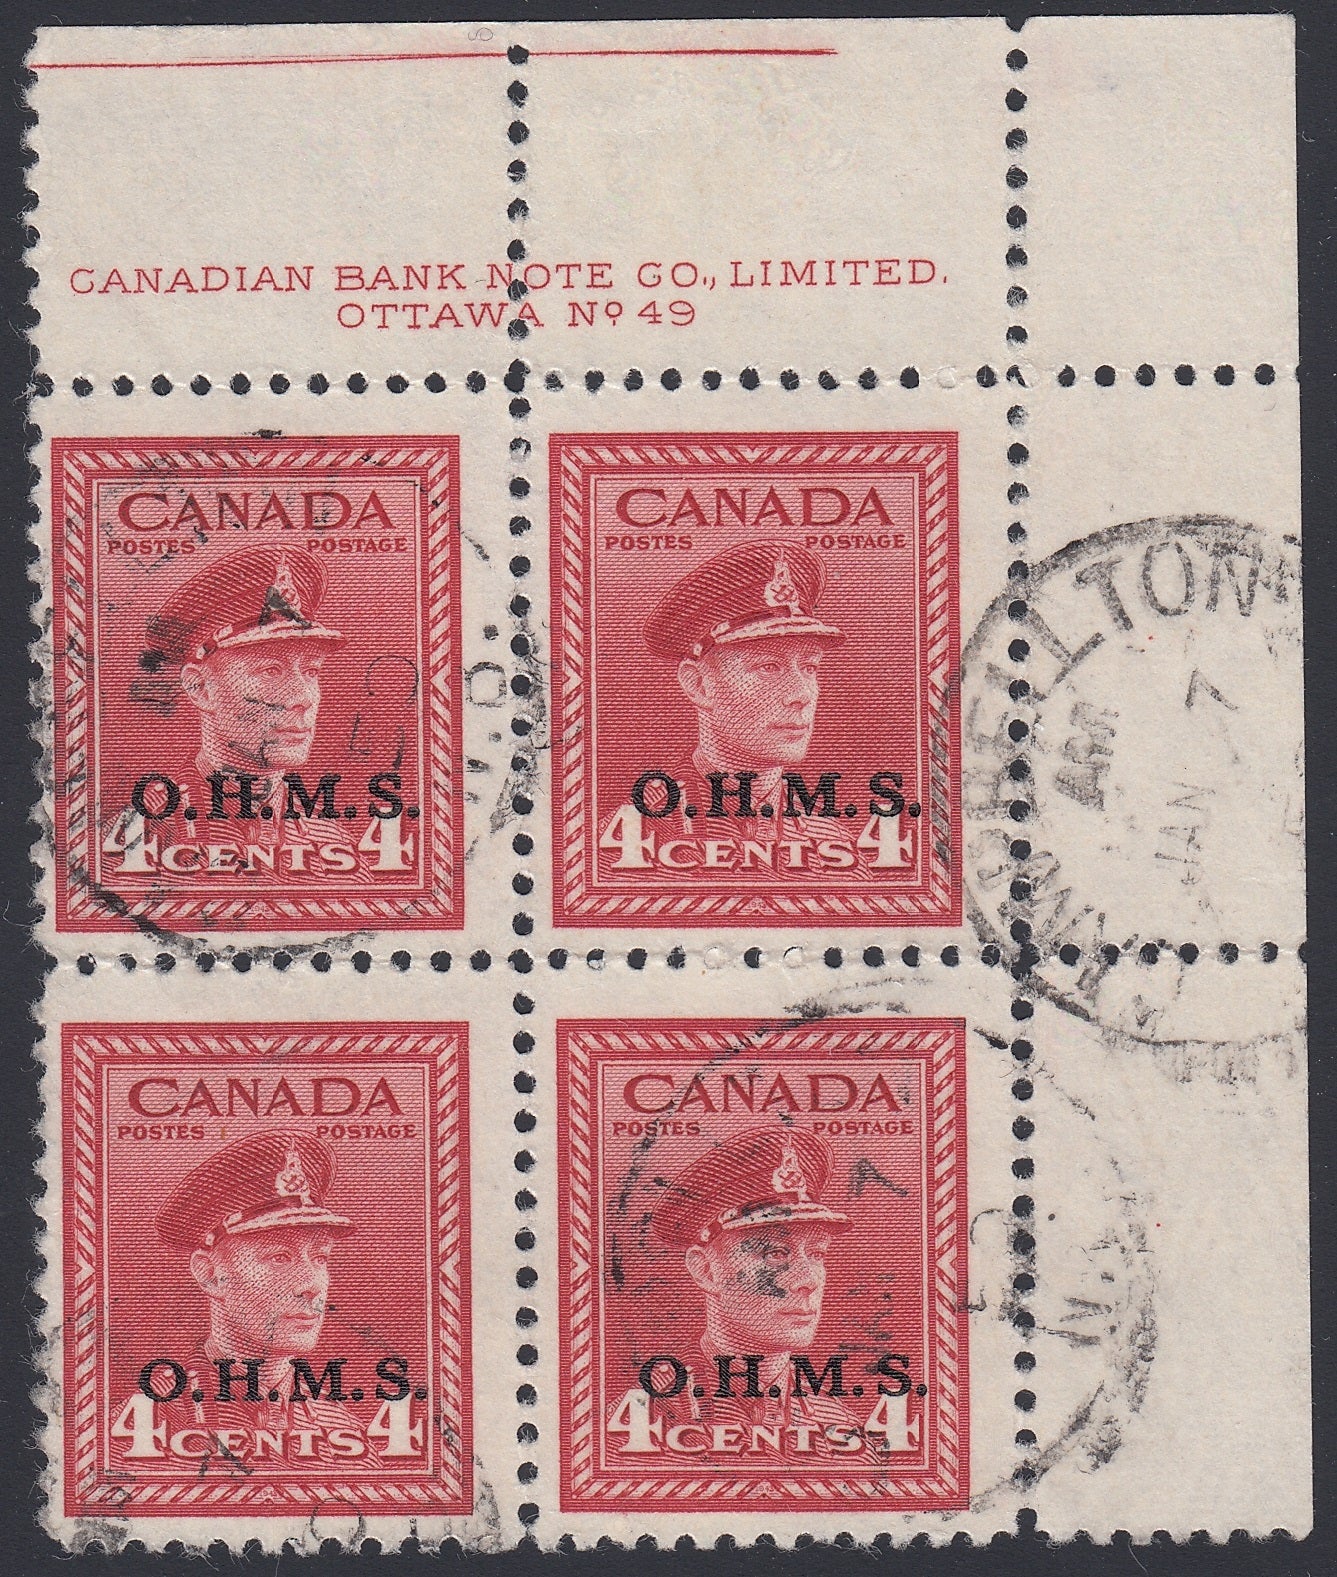 CANADIAN BANK NOTE CO., LIMITED.
OTTAWA Nº 49
CANADA
POSTES POSTAGE
O.H.M.S.
4 CENTS 4
CANADA
POSTES POSTAGE
O.H.M.S.
4 CENTS 4
AM
JAN 7
CANADA
POSTES POSTAGE
O.H.M.S.
4 CENTS 4
CANADA
POSTES POSTAGE
O.H.M.S.
4 CENTS 4